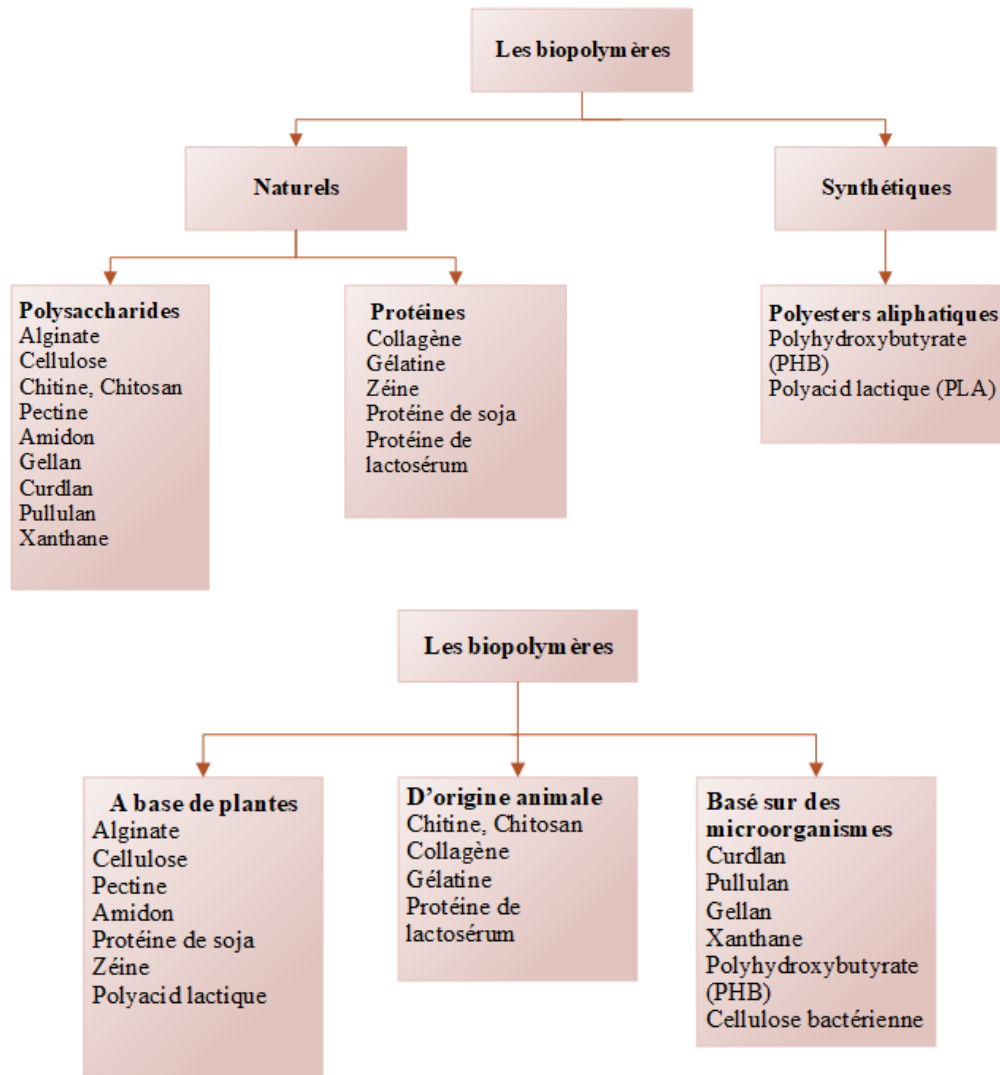 Les biopolymères
Naturels
Synthétiques
Polysaccharides
Alginate
Cellulose
Chitine, Chitosan
Pectine
Amidon
Gellan
Curdlan
Pullulan
Xanthane
Protéines
Collagène
Gélatine
Zéine
Protéine de soja
Protéine de
lactosérum
Polyesters aliphatiques
Polyhydroxybutyrate
(PHB)
Polyacid lactique (PLA)
Les biopolymères
A base de plantes
Alginate
Cellulose
Pectine
Amidon
Protéine de soja
Zéine
Polyacid lactique
D’origine animale
Chitine, Chitosan
Collagène
Gélatine
Protéine de
lactosérum
Basé sur des
microorganismes
Curdlan
Pullulan
Gellan
Xanthane
Polyhydroxybutyrate
(PHB)
Cellulose bactérienne